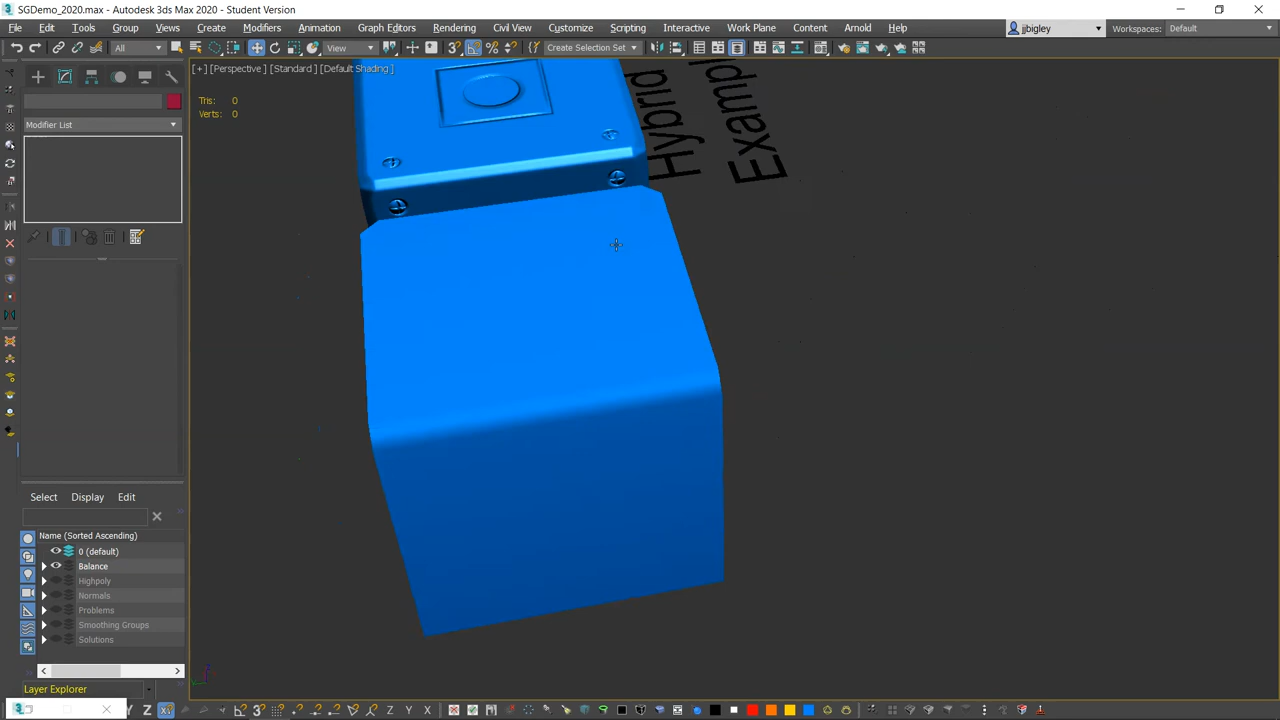 SGDemo_2020.max - Autodesk 3ds Max 2020 - Student Version
File Edit Tools Group Views Create Modifiers Animation Graph Editors Rendering Civil View Customize Scripting Interactive Work Plane Content Arnold Help jjbigley Workspaces: Default
All View Create Selection Set
[+] [Perspective] [Standard] [Default Shading]
Tris: 0
Verts: 0
Modifier List
Hybrid
Exampl
Select Display Edit
Name (Sorted Ascending)
0 (default)
Balance
Highpoly
Normals
Problems
Smoothing Groups
Solutions
Layer Explorer